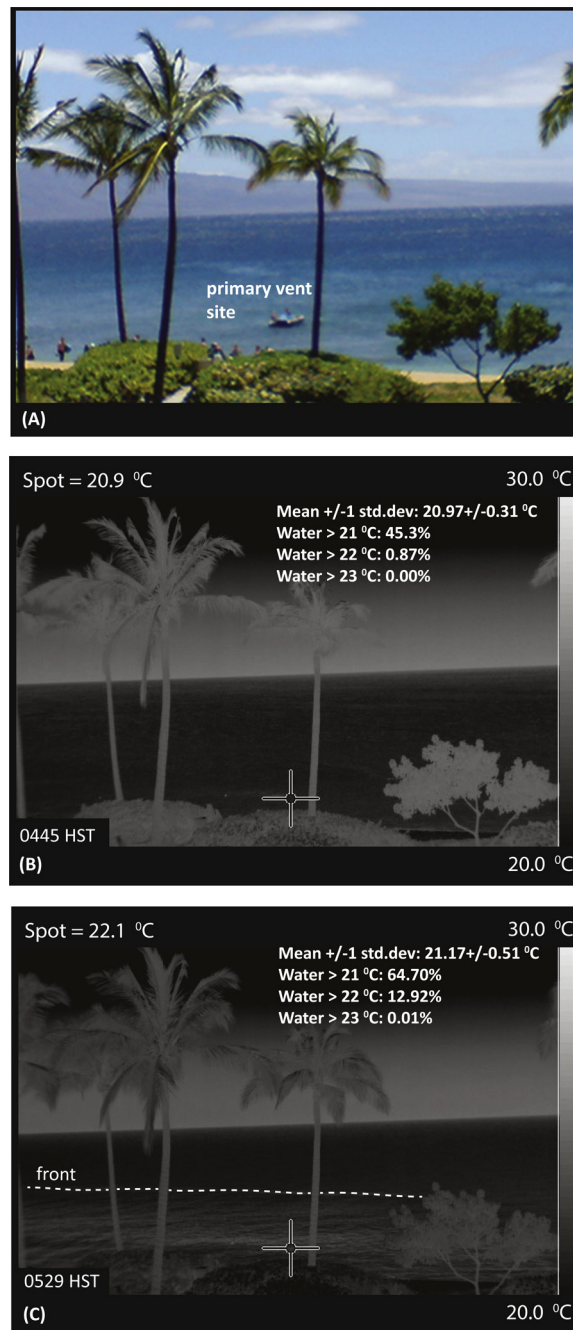 primary vent
site
(A)
Spot = 20.9 ⁰C
30.0 ⁰C
Mean +/-1 std.dev: 20.97+/-0.31 ⁰C
Water > 21 ⁰C: 45.3%
Water > 22 ⁰C: 0.87%
Water > 23 ⁰C: 0.00%
0445 HST
(B)
20.0 ⁰C
Spot = 22.1 ⁰C
30.0 ⁰C
Mean +/-1 std.dev: 21.17+/-0.51 ⁰C
Water > 21 ⁰C: 64.70%
Water > 22 ⁰C: 12.92%
Water > 23 ⁰C: 0.01%
front
0529 HST
(C)
20.0 ⁰C